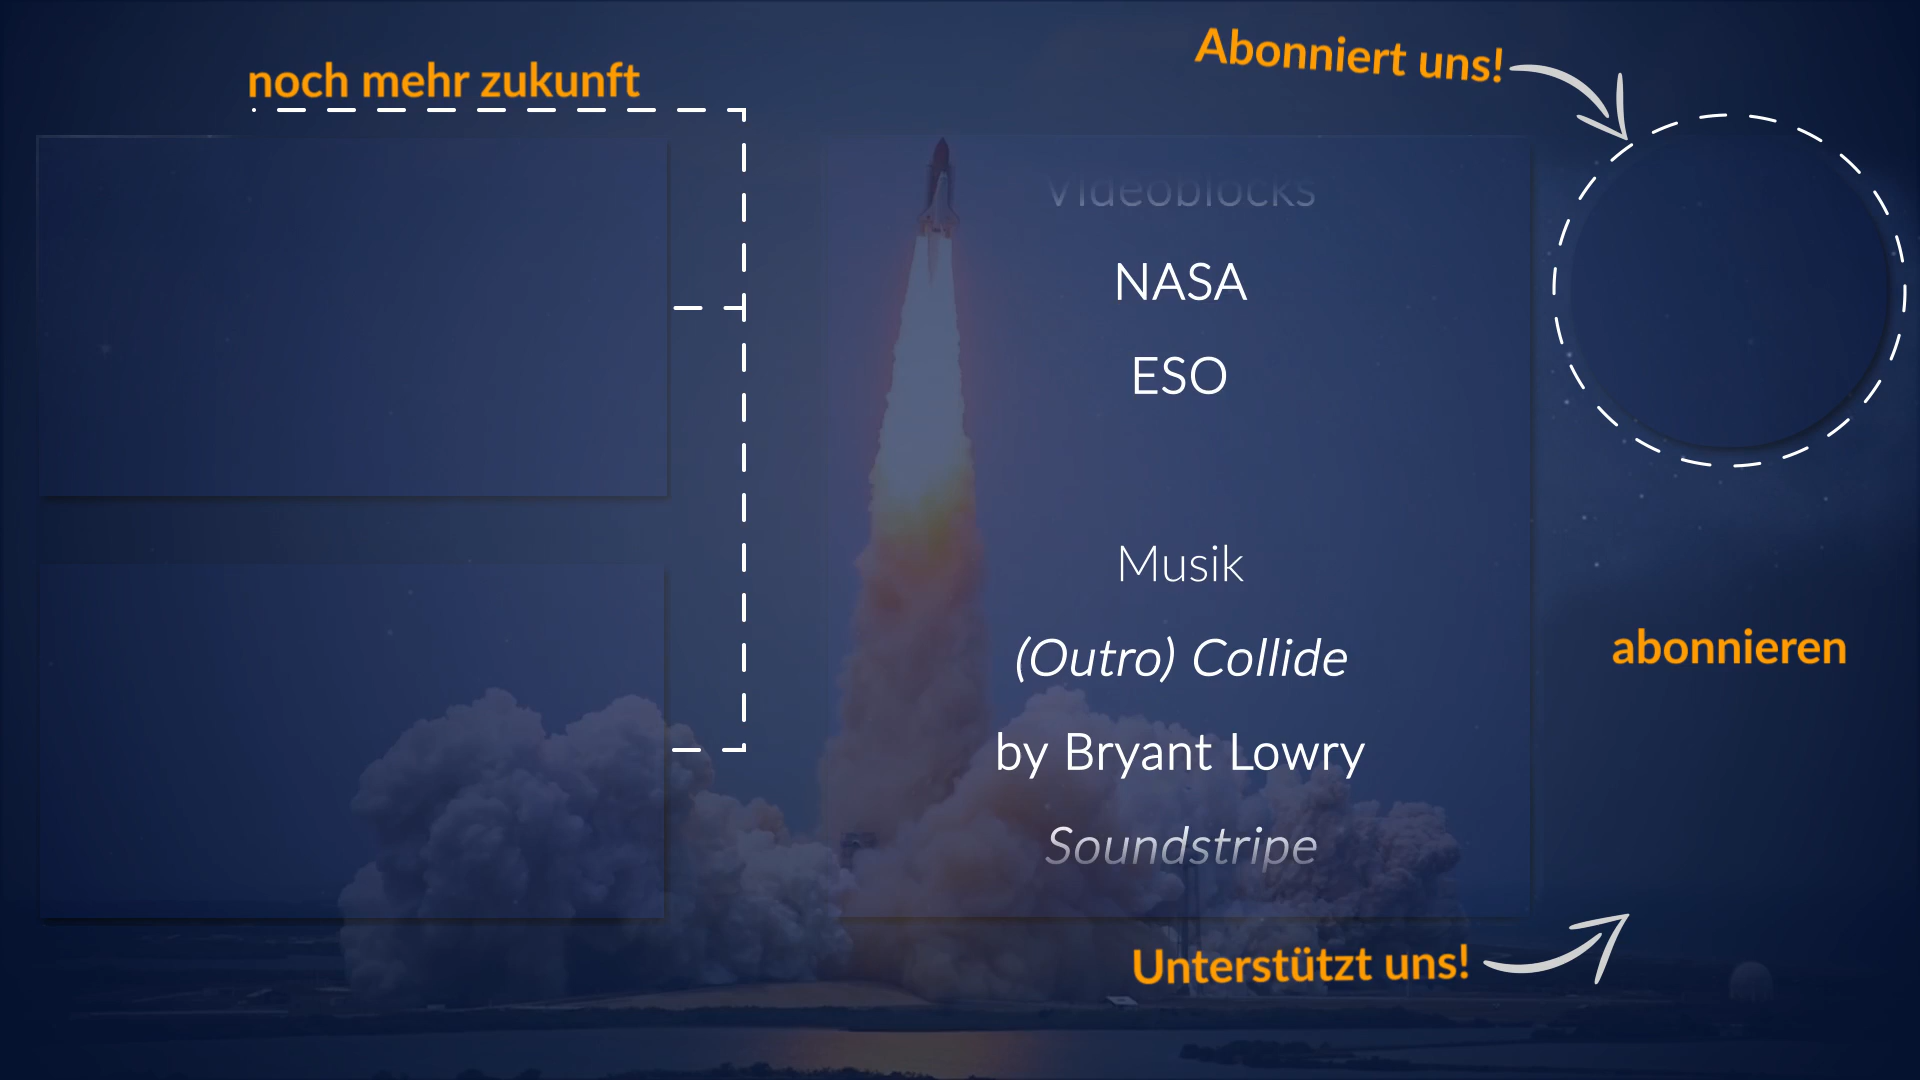 noch mehr zukunft
Abonniert uns!
Videoblocks
NASA
ESO
Musik
(Outro) Collide
by Bryant Lowry
Soundstripe
abonnieren
Unterstützt uns!